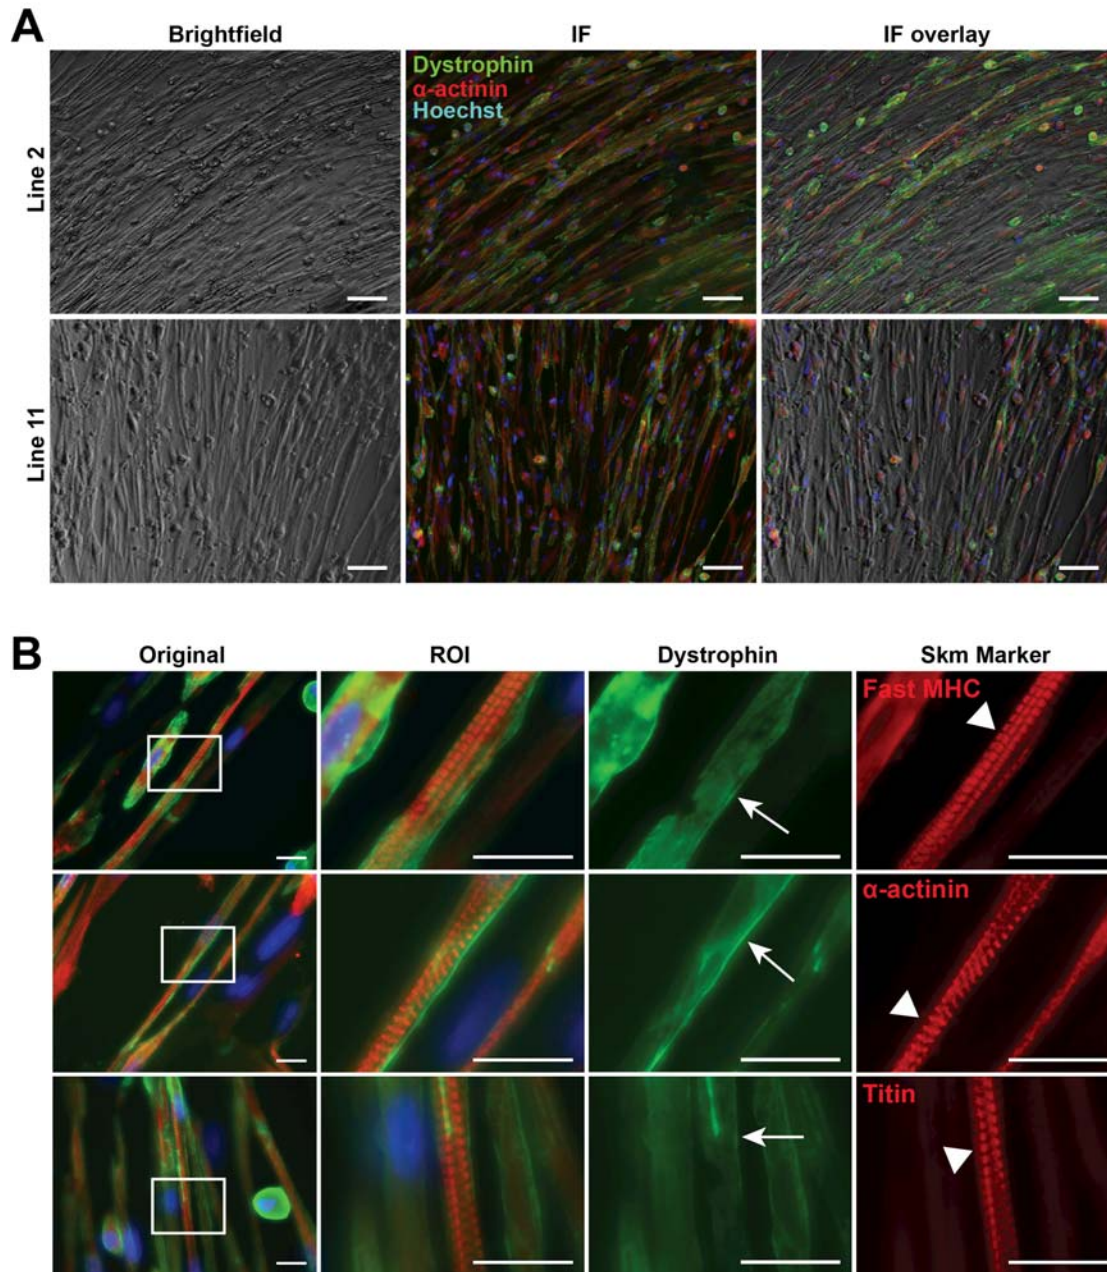 A
Brightfield IF IF overlay
Line 2
Dystrophin
α-actinin
Hoechst
Line 11
B
Original ROI Dystrophin Skm Marker
Fast MHC
α-actinin
Titin